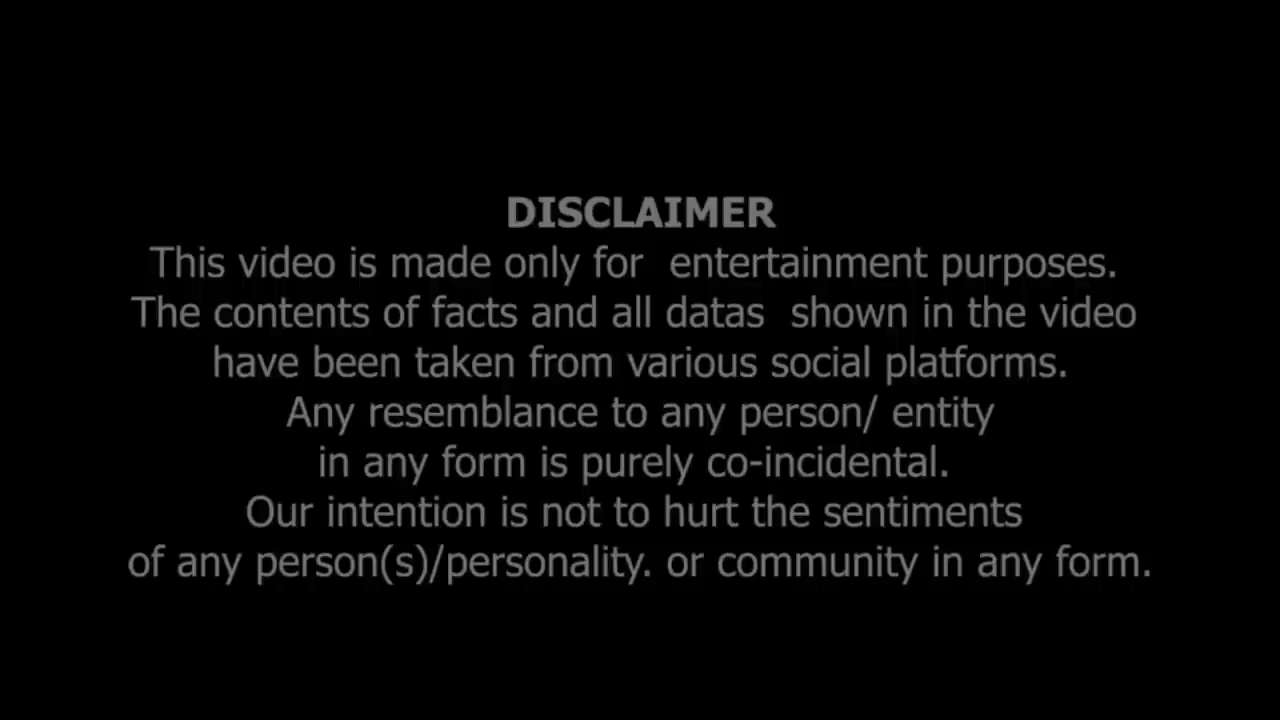 DISCLAIMER
This video is made only for  entertainment purposes.
The contents of facts and all datas  shown in the video
have been taken from various social platforms.
Any resemblance to any person/ entity
in any form is purely co-incidental.
Our intention is not to hurt the sentiments
of any person(s)/personality. or community in any form.